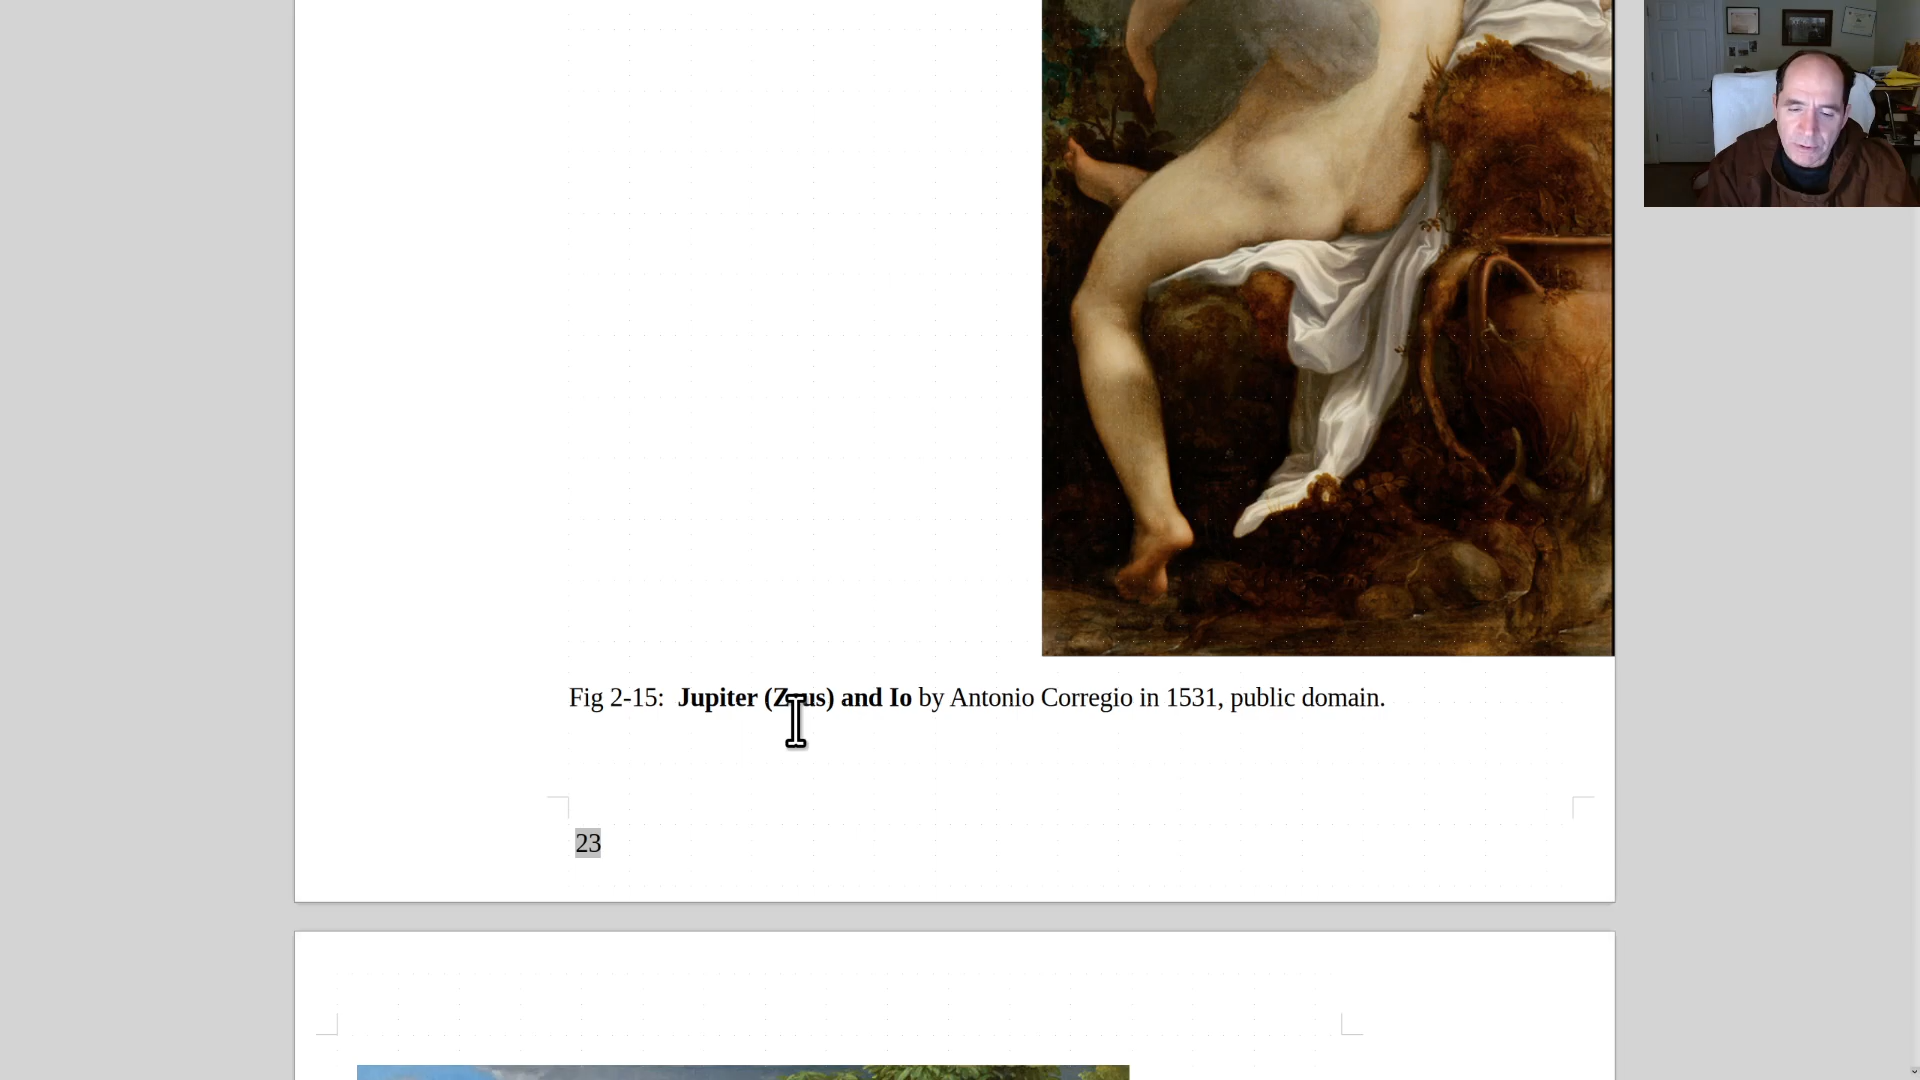 Fig 2-15:  Jupiter (Zeus) and Io by Antonio Corregio in 1531, public domain.
23